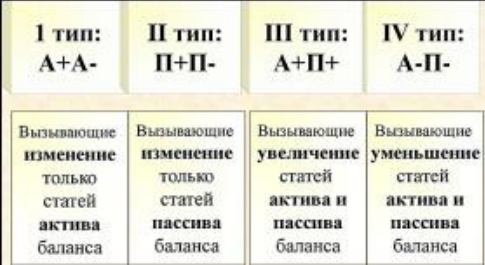 1 тип:
А+А-
II тип:
П+П-
III тип:
А+П+
IV тип:
А-П-
Вызывающие
изменение
только
статей
актива
баланса
Вызывающие
изменение
только
статей
пассива
баланса
Вызывающие
увеличение
статей
актива и
пассива
баланса
Вызывающие
уменьшение
статей
актива и
пассива
баланса